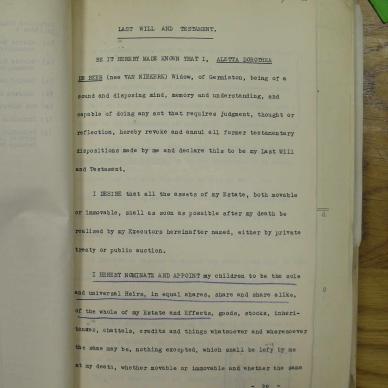 LAST WILL AND TESTAMENT.
BE IT HEREBY MADE KNOWN THAT I, ALETTA DOROTHEA
DE BEER (nee VAN NIEKERK) Widow, of Germiston, being of a
sound and disposing mind, memory and understanding, and
capable of doing any act that requires judgment, thought or
reflection, hereby revoke and annul all former testamentary
dispositions made by me and declare this to be my Last Will
and Testament.
I DESIRE that all the assets of my Estate, both movable
or immovable, shall as soon as possible after my death be
realised by my Executors hereinafter named, either by private
treaty or public auction.
I HEREBY NOMINATE AND APPOINT my children to be the sole
and universal Heirs, in equal shares, share and share alike,
of the whole of my Estate and Effects, goods, stocks, inheri-
tances, chattels, credits and things whatsoever and wheresoever
the same may be, nothing excepted, which shall be left by me
at my death, whether movable or immovable and whether the same